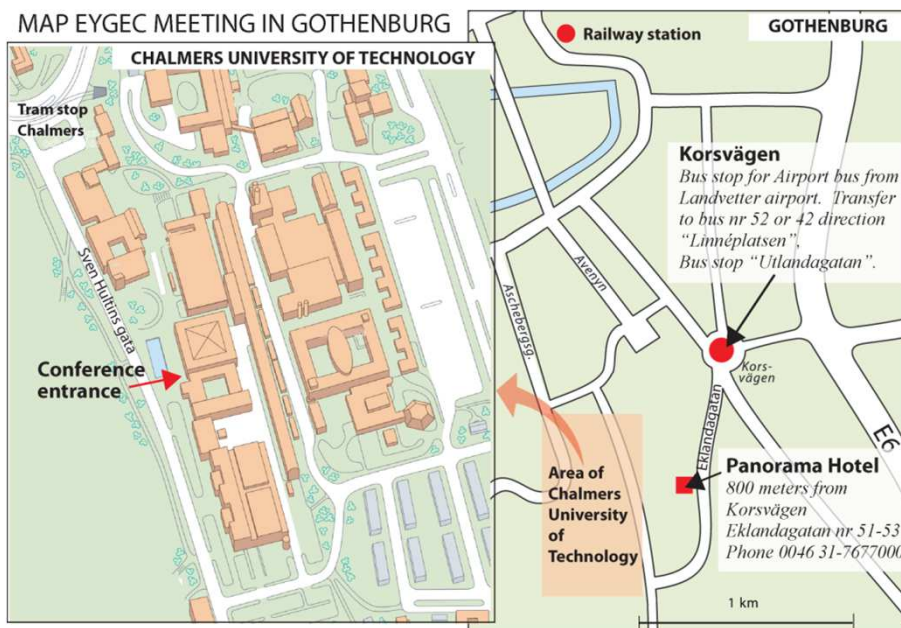 MAP EYGEC MEETING IN GOTHENBURG
CHALMERS UNIVERSITY OF TECHNOLOGY
Tram stop
Chalmers
Sven Hultins gata
Conference
entrance
GOTHENBURG
Railway station
Korsvägen
Bus stop for Airport bus from
Landvetter airport. Transfer
to bus nr 52 or 42 direction
“Linnéplatsen”,
Bus stop “Utlandagatan”.
Avenyn
Aschebergsg.
Kors-
vägen
Eklandagatan
E6
Area of
Chalmers
University
of
Technology
Panorama Hotel
800 meters from
Korsvägen
Eklandagatan nr 51-53
Phone 0046 31-7677000
1 km